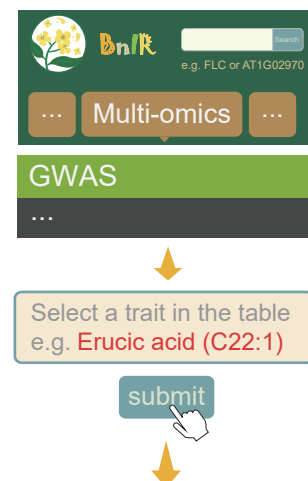 BnIR
Search
e.g. FLC or AT1G02970
... Multi-omics ...
GWAS
...
Select a trait in the table
e.g. Erucic acid (C22:1)
submit